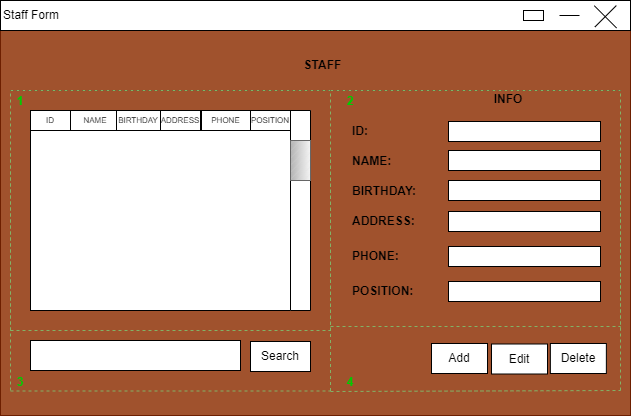 Staff Form
STAFF
1
ID NAME BIRTHDAY ADDRESS PHONE POSITION
2
INFO
ID:
NAME:
BIRTHDAY:
ADDRESS:
PHONE:
POSITION:
Search
3
Add Edit Delete
4